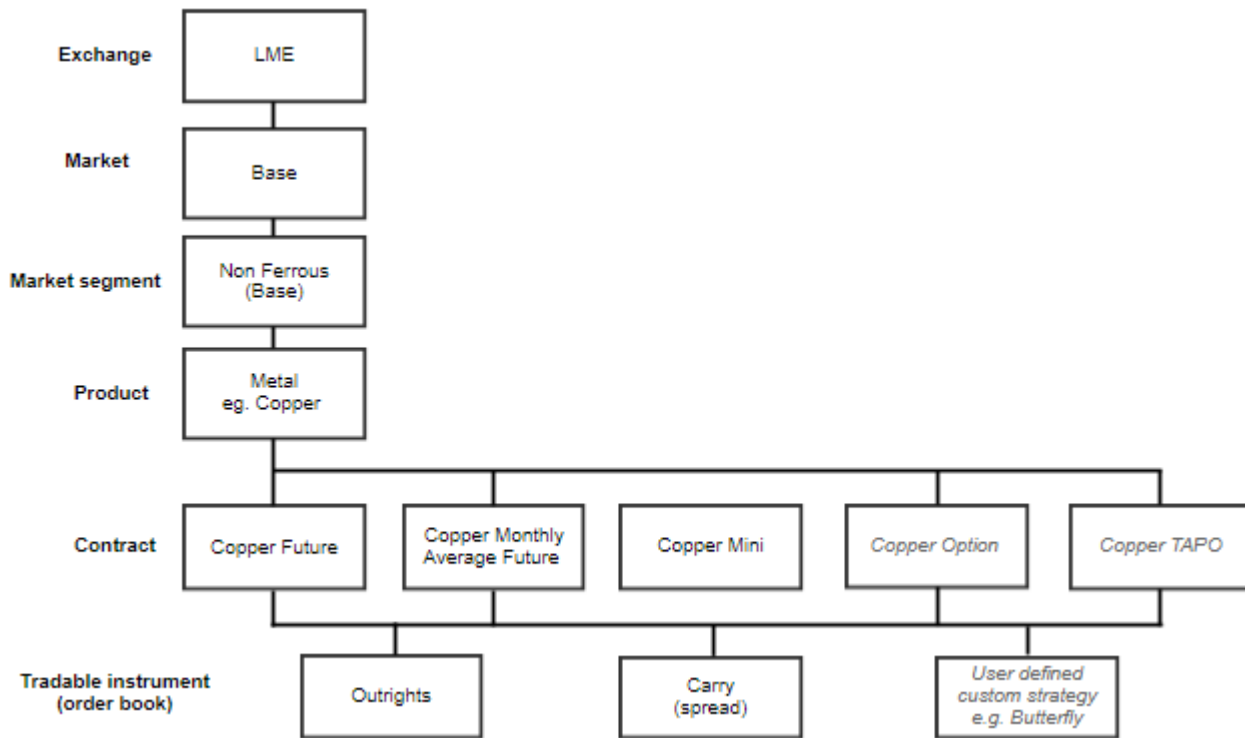 Exchange
LME
Market
Base
Market segment
Non Ferrous
(Base)
Product
Metal
eg. Copper
Contract
Copper Future
Copper Monthly
Average Future
Copper Mini
Copper Option
Copper TAPO
Tradable instrument
(order book)
Outrights
Carry
(spread)
User defined
custom strategy
e.g. Butterfly